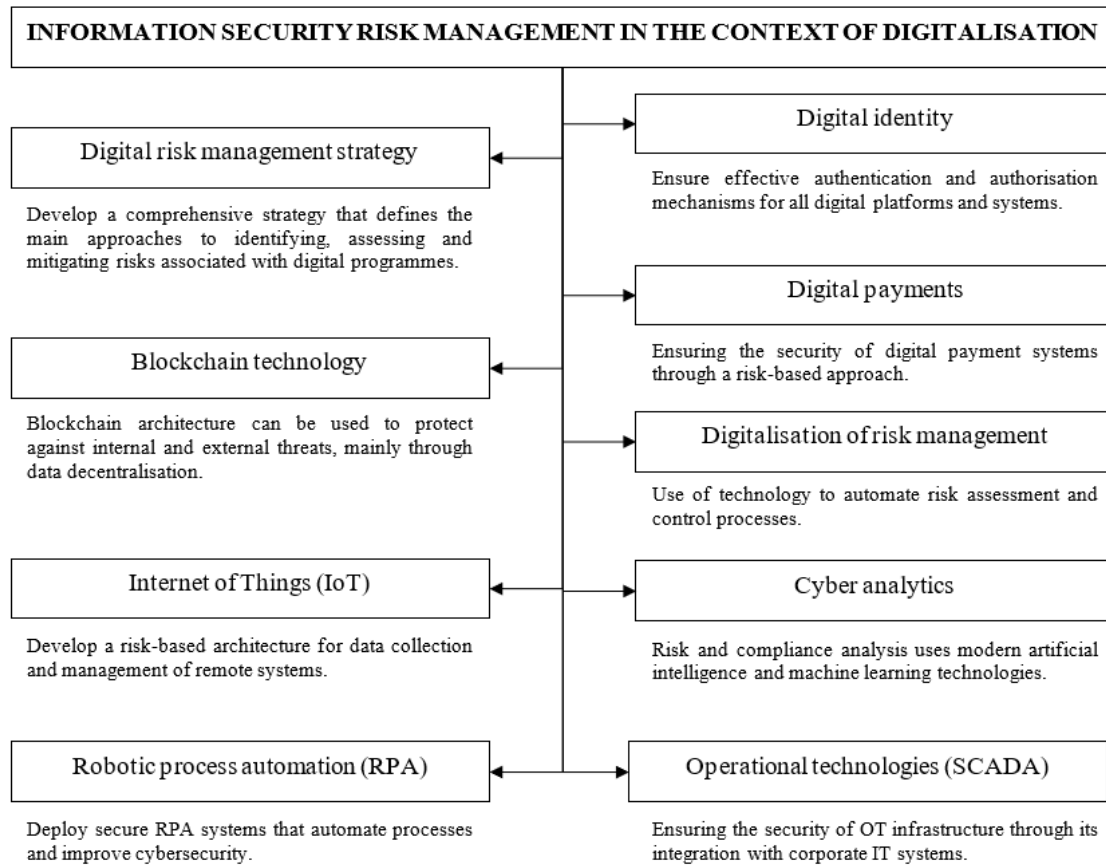 INFORMATION SECURITY RISK MANAGEMENT IN THE CONTEXT OF DIGITALISATION
Digital risk management strategy
Develop a comprehensive strategy that defines the
main approaches to identifying, assessing and
mitigating risks associated with digital programmes.
Blockchain technology
Blockchain architecture can be used to protect
against internal and external threats, mainly through
data decentralisation.
Internet of Things (IoT)
Develop a risk-based architecture for data collection
and management of remote systems.
Robotic process automation (RPA)
Deploy secure RPA systems that automate processes
and improve cybersecurity.
Digital identity
Ensure effective authentication and authorisation
mechanisms for all digital platforms and systems.
Digital payments
Ensuring the security of digital payment systems
through a risk-based approach.
Digitalisation of risk management
Use of technology to automate risk assessment and
control processes.
Cyber analytics
Risk and compliance analysis uses modern artificial
intelligence and machine learning technologies.
Operational technologies (SCADA)
Ensuring the security of OT infrastructure through its
integration with corporate IT systems.